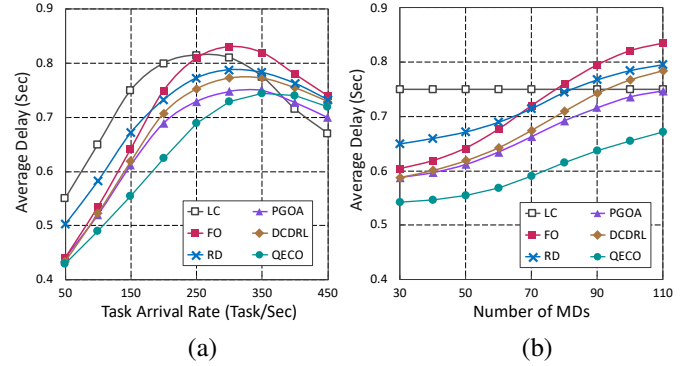 0.9
0.8
0.7
0.6
0.5
0.4
Average Delay (Sec)
50 150 250 350 450
Task Arrival Rate (Task/Sec)
LC PGOA
FO DCDRL
RD QECO
(a)
0.9
0.8
0.7
0.6
0.5
0.4
Average Delay (Sec)
30 50 70 90 110
Number of MDs
LC PGOA
FO DCDRL
RD QECO
(b)